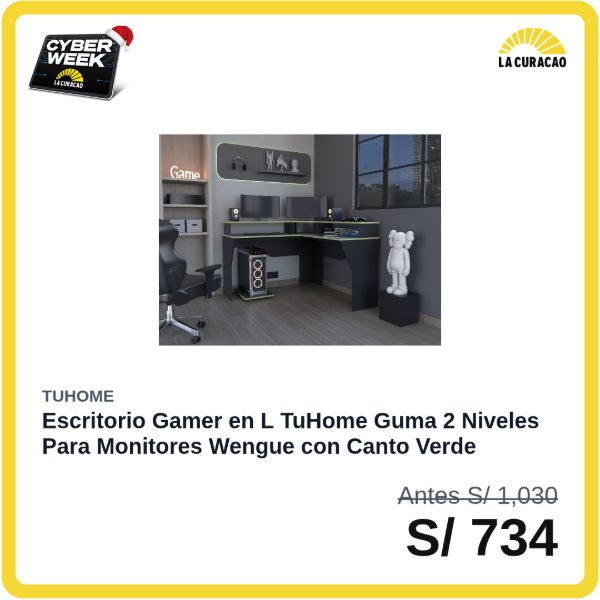 CYBER
WEEK
LA CURACAO
LA CURACAO
Game
TUHOME
Escritorio Gamer en L TuHome Guma 2 Niveles
Para Monitores Wengue con Canto Verde
Antes S/ 1,030
S/ 734